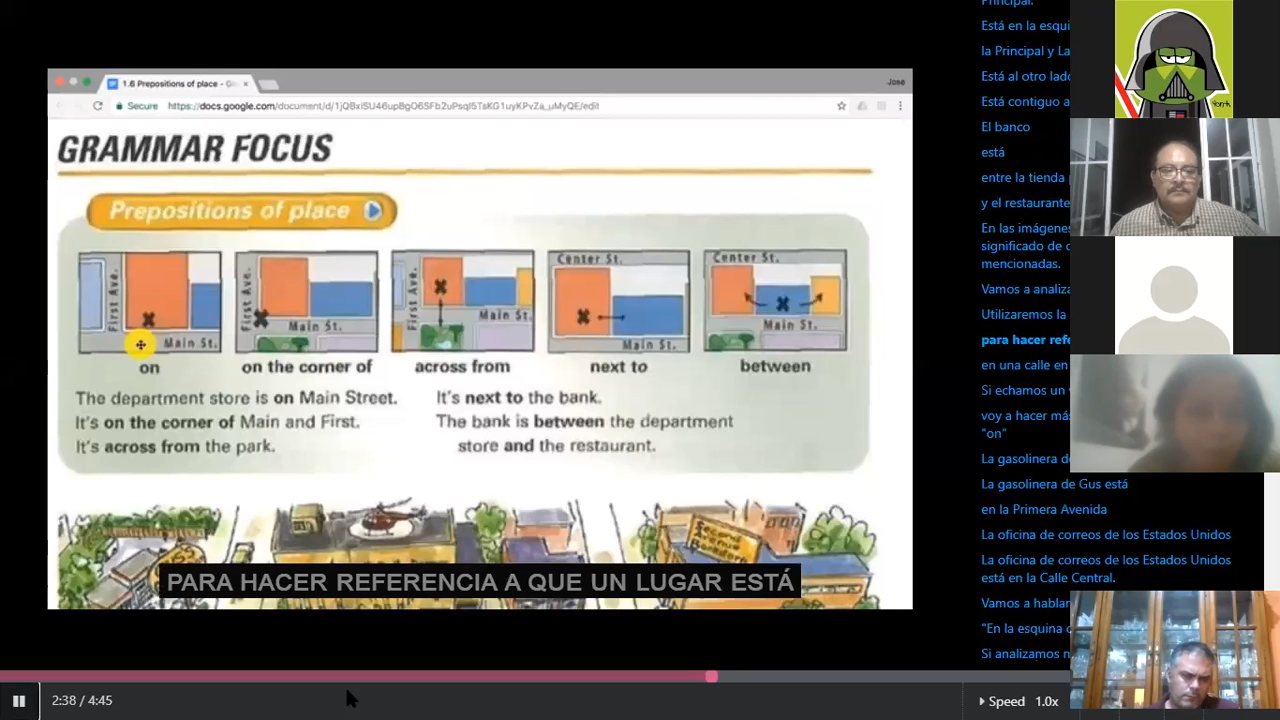 1.6 Prepositions of place - G
Jose
Secure
https://docs.google.com/document/d/1jQBxiSU46upBgO6SFb2uPsqI5TsKG1uyKPvZa_uMyQE/edit
GRAMMAR FOCUS
Prepositions of place
First Ave.
Main St.
on
First Ave.
Main St.
on the corner of
First Ave.
Main St.
across from
Center St.
Main St.
next to
Center St.
Main St.
between
The department store is on Main Street.
It's on the corner of Main and First.
It's across from the park.
It's next to the bank.
The bank is between the department
store and the restaurant.
Second
Avenue
Bookstore
PARA HACER REFERENCIA A QUE UN LUGAR ESTÁ
2:38 / 4:45
Speed 1.0x
Principal.
Está en la esqui
la Principal y La
Está al otro lado
Está contiguo a
El banco
está
entre la tienda
y el restaurante
En las imágenes
significado de
mencionadas.
Vamos a analiza
Utilizaremos la
para hacer refe
en una calle en
Si echamos un
voy a hacer más
"on"
La gasolinera de
La gasolinera de Gus está
en la Primera Avenida
La oficina de correos de los Estados Unidos
La oficina de correos de los Estados Unidos
está en la Calle Central.
Vamos a hablar
"En la esquina
Si analizamos